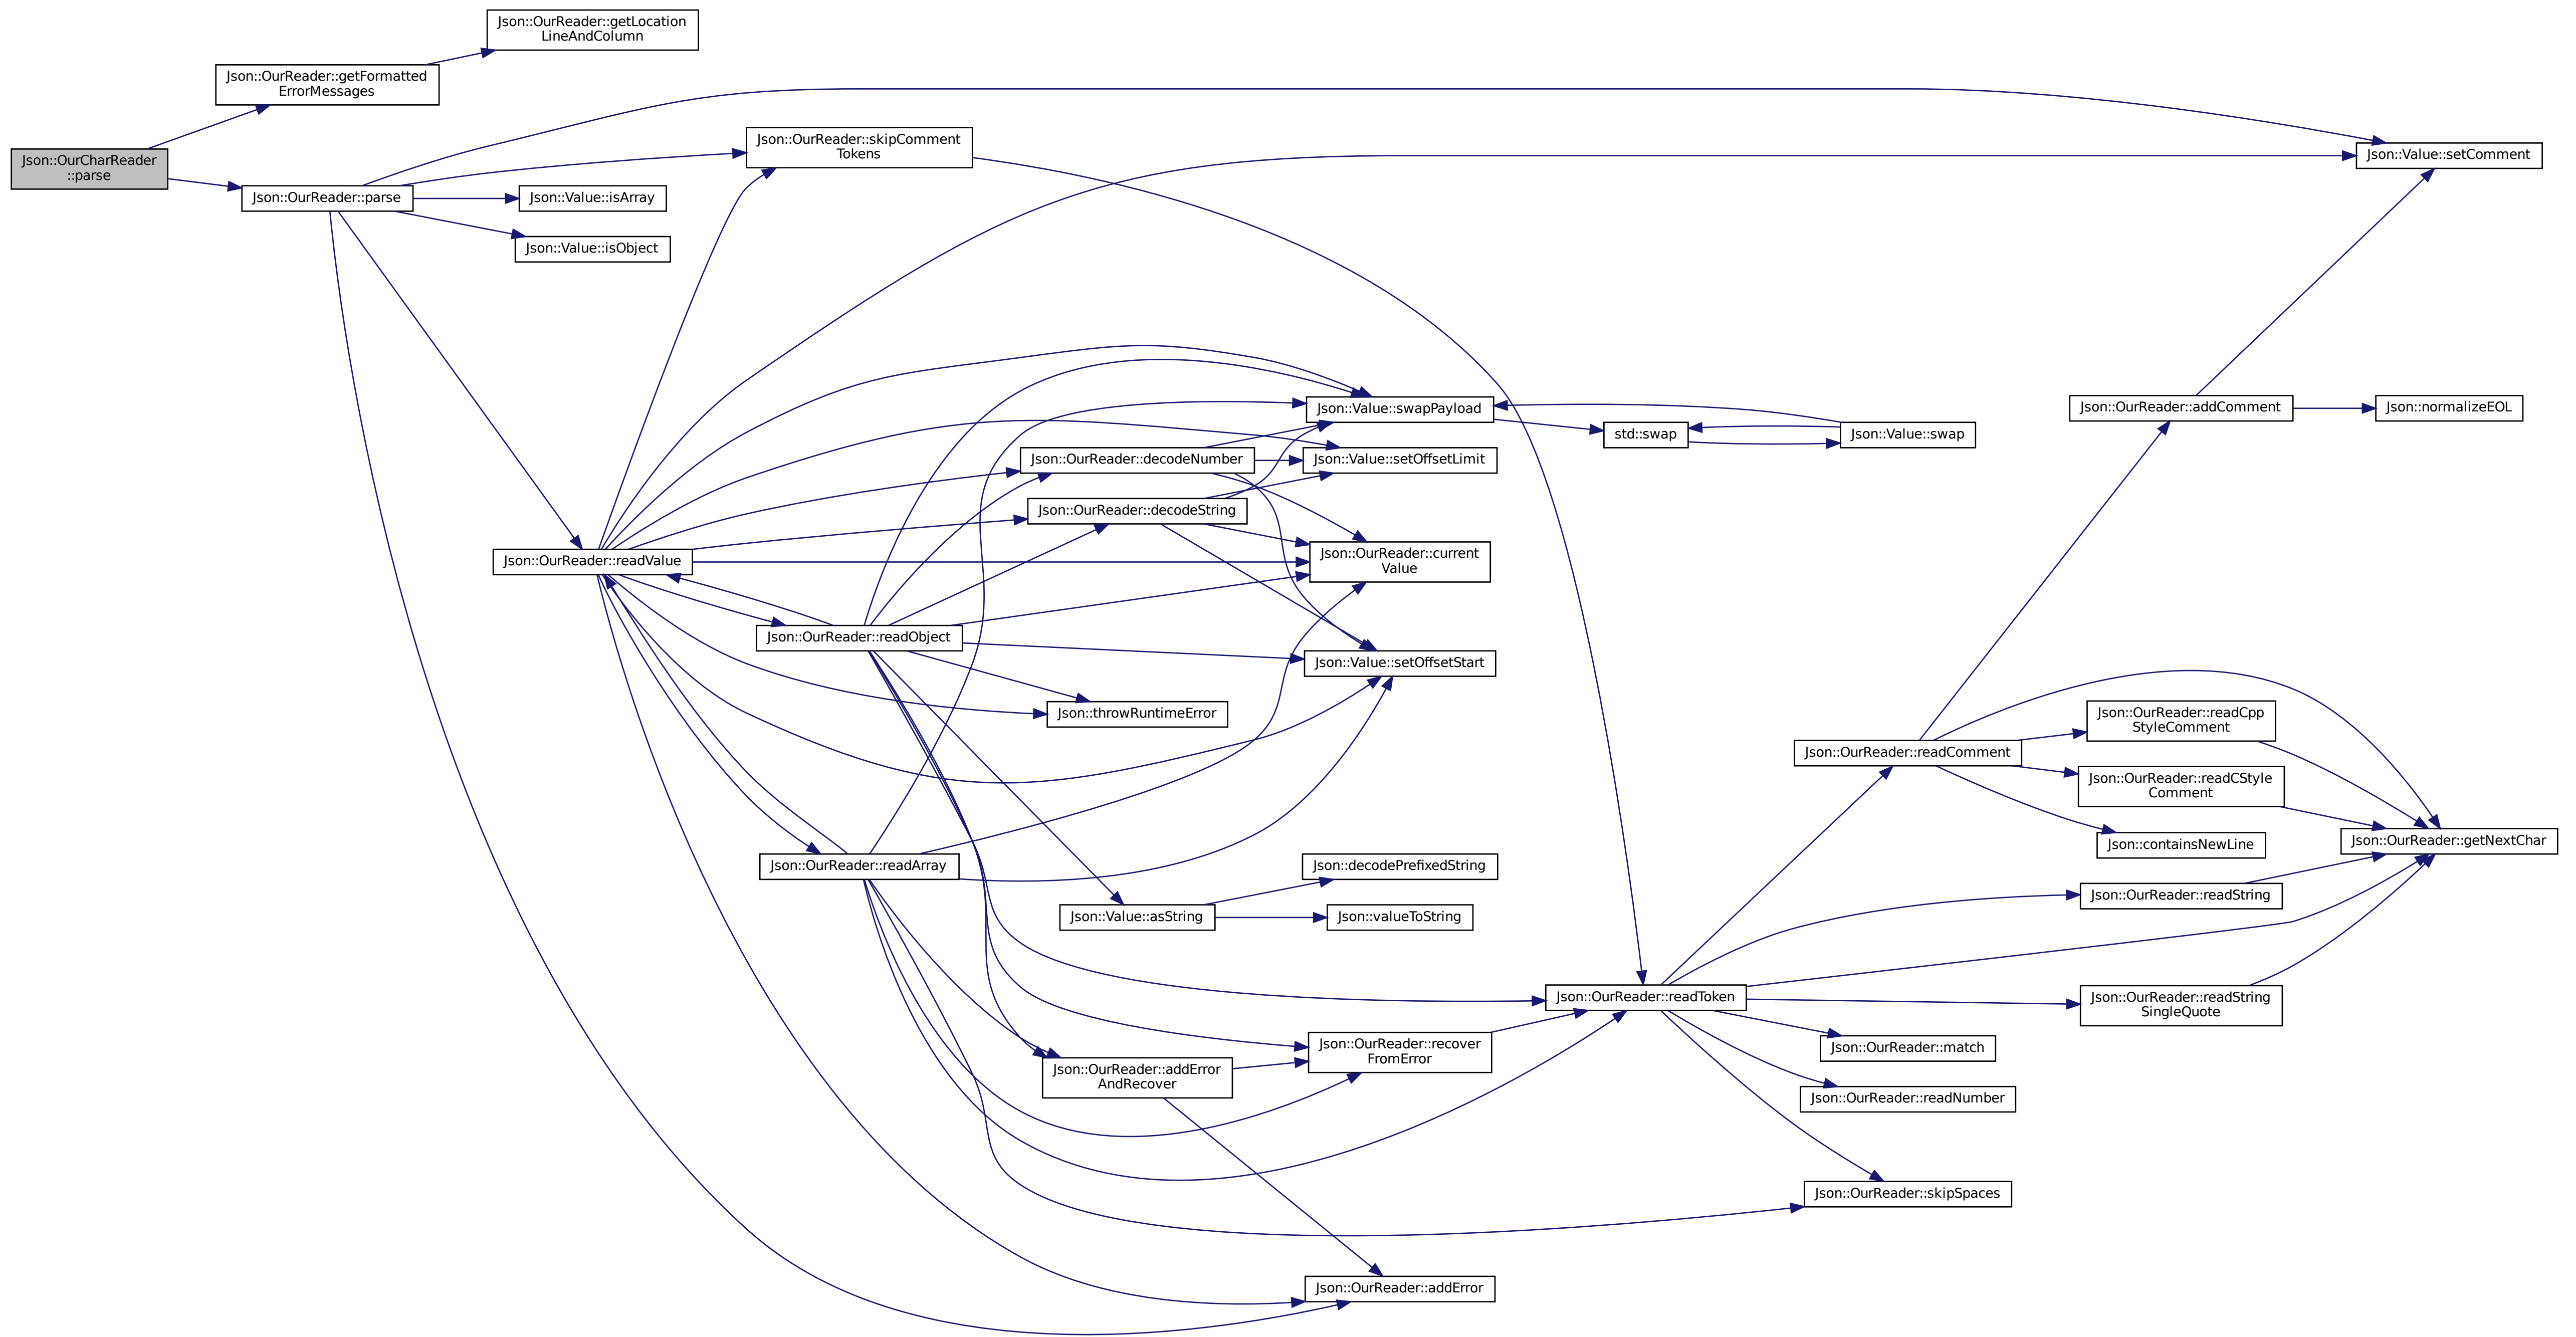 Json::OurReader::getLocation
LineAndColumn
Json::OurReader::getFormatted
ErrorMessages
Json::OurCharReader
::parse
Json::OurReader::parse
Json::OurReader::skipComment
Tokens
Json::Value::isArray
Json::Value::isObject
Json::Value::setComment
Json::Value::swapPayload
std::swap
Json::Value::swap
Json::OurReader::addComment
Json::normalizeEOL
Json::OurReader::decodeNumber
Json::Value::setOffsetLimit
Json::OurReader::decodeString
Json::OurReader::current
Value
Json::OurReader::readValue
Json::OurReader::readObject
Json::Value::setOffsetStart
Json::throwRuntimeError
Json::OurReader::readCpp
StyleComment
Json::OurReader::readComment
Json::OurReader::readCStyle
Comment
Json::containsNewLine
Json::OurReader::getNextChar
Json::OurReader::readArray
Json::decodePrefixedString
Json::Value::asString
Json::valueToString
Json::OurReader::readString
Json::OurReader::readToken
Json::OurReader::readString
SingleQuote
Json::OurReader::recover
FromError
Json::OurReader::match
Json::OurReader::addError
AndRecover
Json::OurReader::readNumber
Json::OurReader::skipSpaces
Json::OurReader::addError